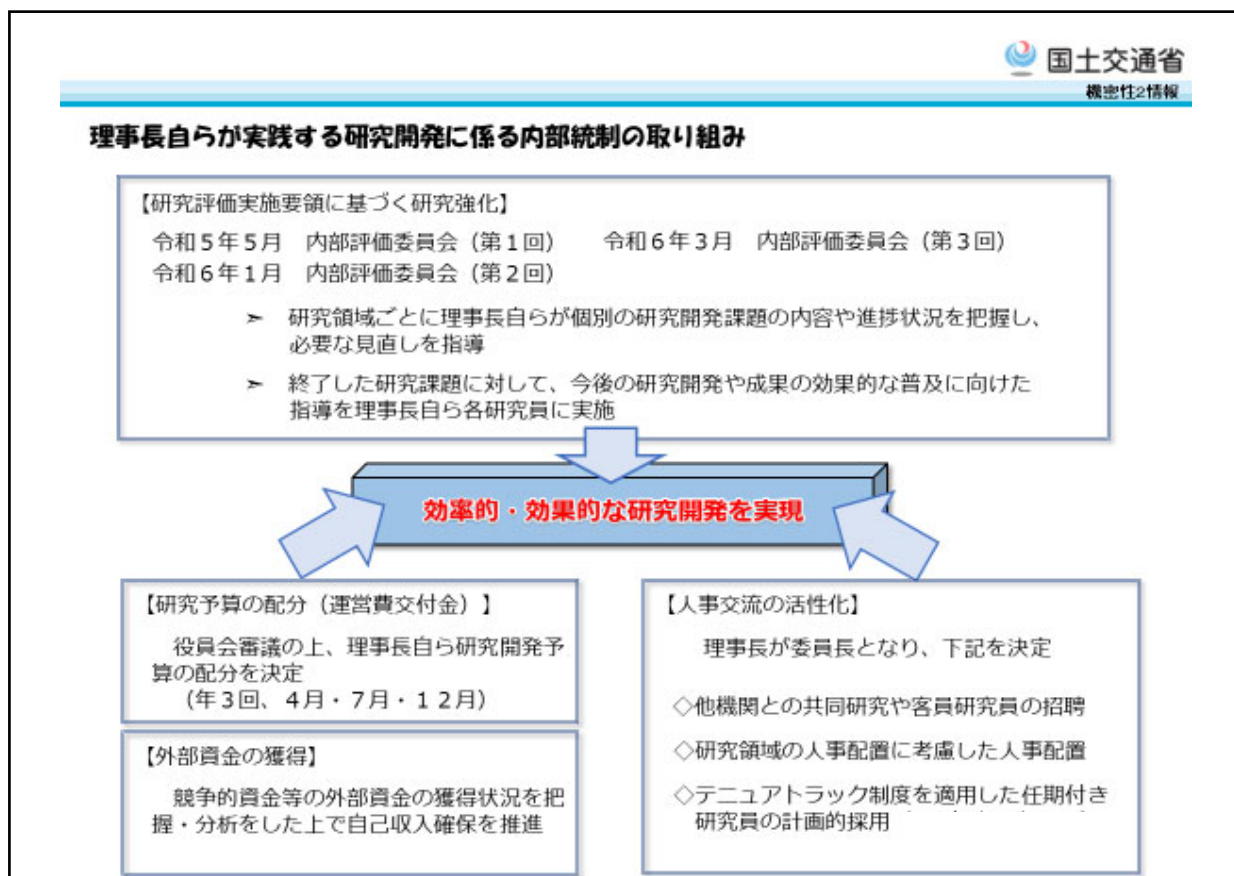 国土交通省
機密性2情報
理事長自らが実践する研究開発に係る内部統制の取り組み
【研究評価実施要領に基づく研究強化】
令和５年５月　内部評価委員会（第１回）　　令和６年３月　内部評価委員会（第３回）
令和６年１月　内部評価委員会（第２回）
➢　研究領域ごとに理事長自らが個別の研究開発課題の内容や進捗状況を把握し、
必要な見直しを指導
➢　終了した研究課題に対して、今後の研究開発や成果の効果的な普及に向けた
指導を理事長自ら各研究員に実施
効率的・効果的な研究開発を実現
【研究予算の配分（運営費交付金）】
役員会審議の上、理事長自ら研究開発予
算の配分を決定
（年３回、４月・７月・１２月）
【外部資金の獲得】
競争的資金等の外部資金の獲得状況を把
握・分析をした上で自己収入確保を推進
【人事交流の活性化】
理事長が委員長となり、下記を決定
◇他機関との共同研究や客員研究員の招聘
◇研究領域の人事配置に考慮した人事配置
◇テニュアトラック制度を適用した任期付き
研究員の計画的採用